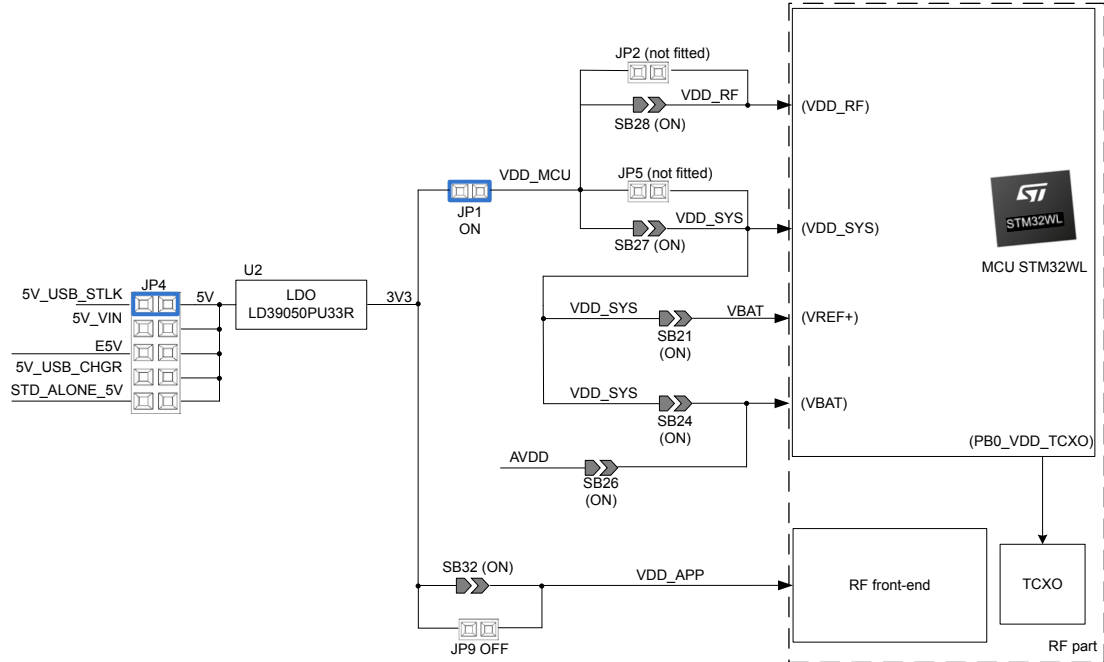 JP2 (not fitted)
VDD_RF
SB28 (ON)
(VDD_RF)
VDD_MCU
JP1
ON
JP5 (not fitted)
VDD_SYS
SB27 (ON)
(VDD_SYS)
ST
STM32WL
MCU STM32WL
JP4
5V_USB_STLK
5V
5V_VIN
E5V
5V_USB_CHGR
STD_ALONE_5V
U2
LDO
LD39050PU33R
3V3
VDD_SYS
VBAT
SB21
(ON)
(VREF+)
VDD_SYS
SB24
(ON)
(VBAT)
AVDD
SB26
(ON)
(PB0_VDD_TCXO)
SB32 (ON)
VDD_APP
JP9 OFF
RF front-end
TCXO
RF part